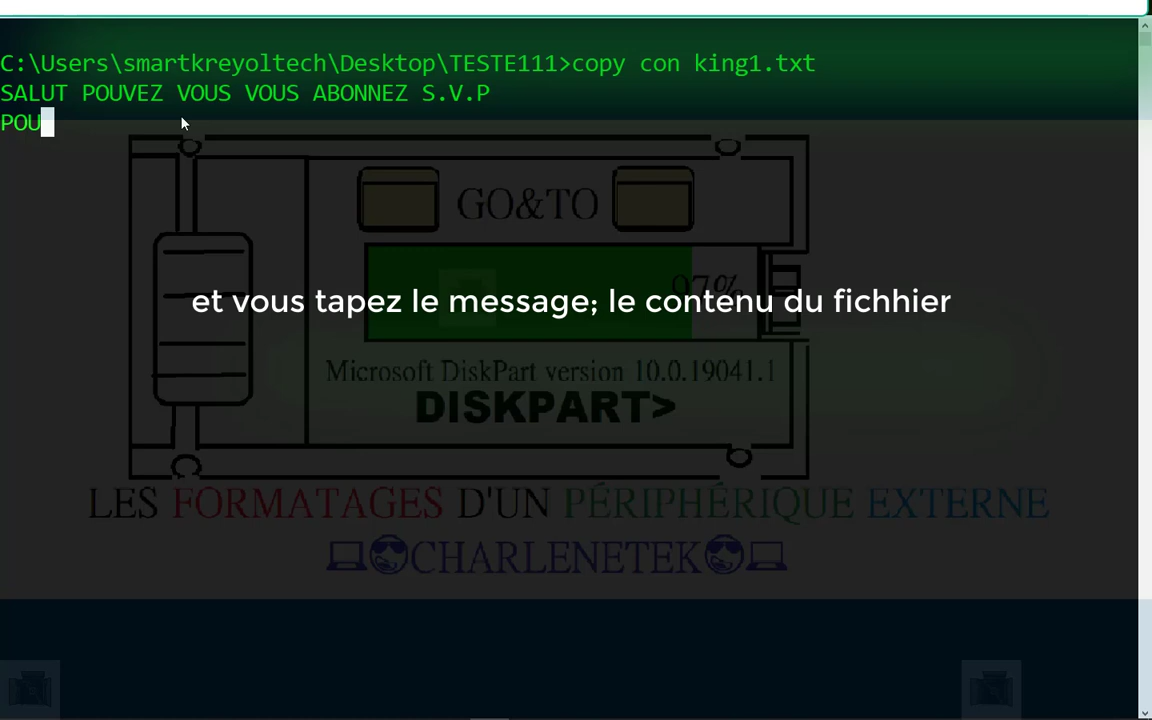 C:\Users\smartkreyoltech\Desktop\TESTE111>copy con king1.txt
SALUT POUVEZ VOUS VOUS ABONNEZ S.V.P
POU
GO&TO
97%
et vous tapez le message; le contenu du fichhier
Microsoft DiskPart version 10.0.19041.1
DISKPART>
LES FORMATAGES D'UN PÉRIPHÉRIQUE EXTERNE
💻😎CHARLENETEK😎💻